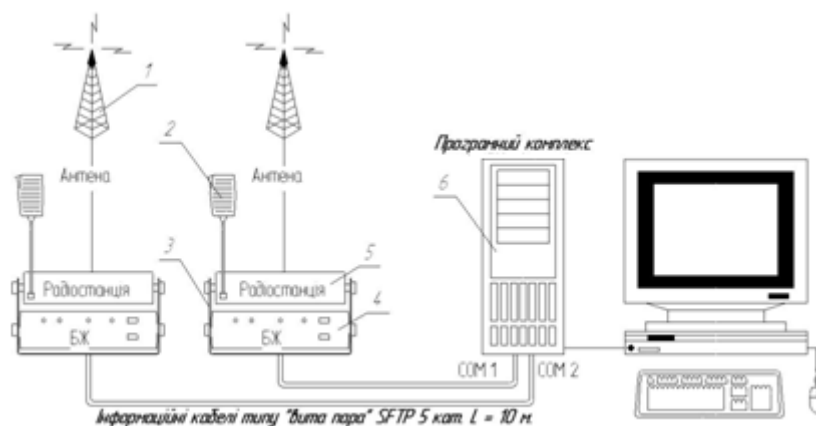 1
2
Програмний комплекс
Антена
Антена
6
3
5
Радіостанція
Радіостанція
4
БЖ
БЖ
COM 1
COM 2
Інформаційні кабелі типу "вита пара" SFTP 5 кат. L = 10 м.